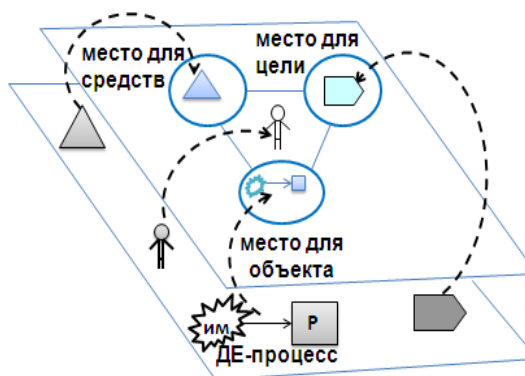 место для
средств
место для
цели
место для
объекта
им
Р
ДЕ-процесс